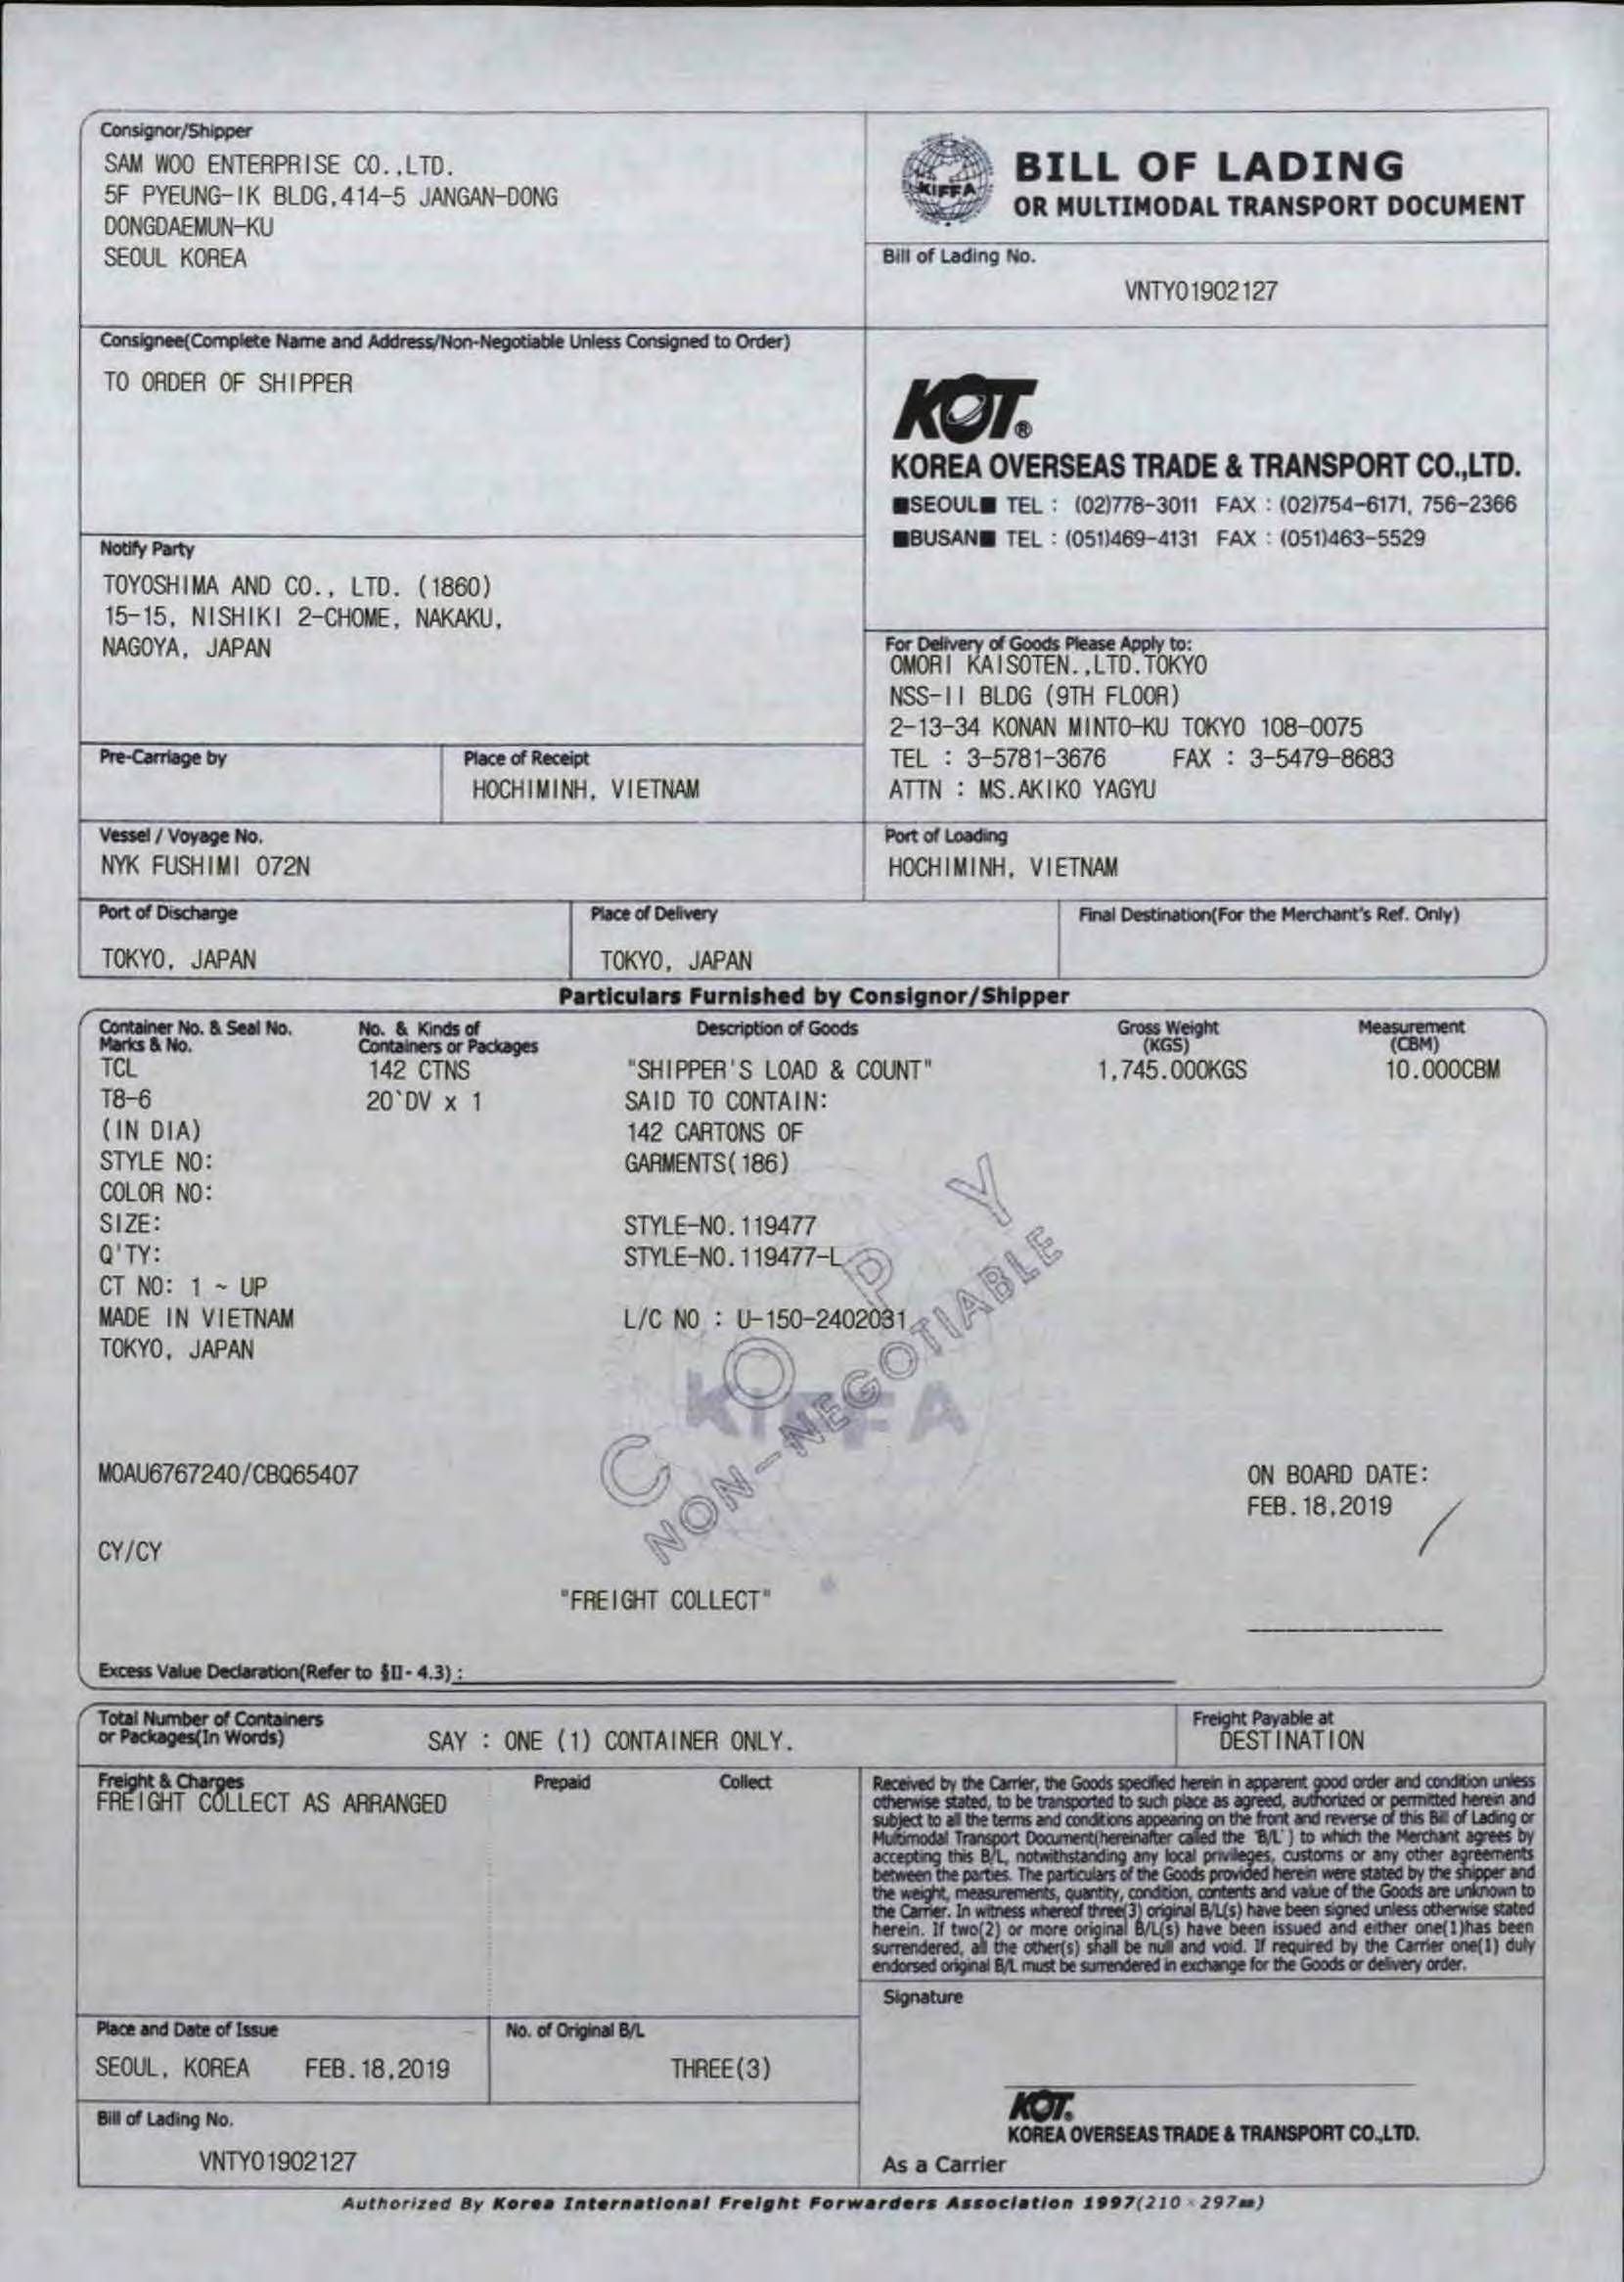 Consignor/Shipper
SAM WOO ENTERPRISE CO.,LTD.
5F PYEUNG-IK BLDG,414-5 JANGAN-DONG
DONGDAEMUN-KU
SEOUL KOREA
KIFFA
BILL OF LADING
OR MULTIMODAL TRANSPORT DOCUMENT
Bill of Lading No.
VNTY01902127
Consignee(Complete Name and Address/Non-Negotiable Unless Consigned to Order)
TO ORDER OF SHIPPER
KOT®
KOREA OVERSEAS TRADE & TRANSPORT CO.,LTD.
■SEOUL■ TEL : (02)778-3011 FAX : (02)754-6171, 756-2366
■BUSAN■ TEL : (051)469-4131 FAX : (051)463-5529
Notify Party
TOYOSHIMA AND CO., LTD. (1860)
15-15, NISHIKI 2-CHOME, NAKAKU,
NAGOYA, JAPAN
For Delivery of Goods Please Apply to:
OMORI KAISOTEN.,LTD.TOKYO
NSS-II BLDG (9TH FLOOR)
2-13-34 KONAN MINTO-KU TOKYO 108-0075
TEL : 3-5781-3676 FAX : 3-5479-8683
ATTN : MS.AKIKO YAGYU
Pre-Carriage by
Place of Receipt
HOCHIMINH, VIETNAM
Vessel / Voyage No.
NYK FUSHIMI 072N
Port of Loading
HOCHIMINH, VIETNAM
Port of Discharge
TOKYO, JAPAN
Place of Delivery
TOKYO, JAPAN
Final Destination(For the Merchant's Ref. Only)
Particulars Furnished by Consignor/Shipper
Container No. & Seal No.
Marks & No.
No. & Kinds of
Containers or Packages
Description of Goods
Gross Weight
(KGS)
Measurement
(CBM)
TCL 142 CTNS "SHIPPER'S LOAD & COUNT" 1,745.000KGS 10.000CBM
T8-6 20`DV x 1 SAID TO CONTAIN:
(IN DIA) 142 CARTONS OF
STYLE NO: GARMENTS(186)
COLOR NO:
SIZE: STYLE-NO.119477
Q'TY: STYLE-NO.119477-L
CT NO: 1 ~ UP
MADE IN VIETNAM L/C NO : U-150-2402031
TOKYO, JAPAN
COPY
NON-NEGOTIABLE
KIFFA
MOAU6767240/CBQ65407
ON BOARD DATE:
FEB.18,2019
CY/CY
"FREIGHT COLLECT"
Excess Value Declaration(Refer to §II- 4.3) :
Total Number of Containers
or Packages(In Words)
SAY : ONE (1) CONTAINER ONLY.
Freight Payable at
DESTINATION
Freight & Charges Prepaid Collect
FREIGHT COLLECT AS ARRANGED
Received by the Carrier, the Goods specified herein in apparent good order and condition unless
otherwise stated, to be transported to such place as agreed, authorized or permitted herein and
subject to all the terms and conditions appearing on the front and reverse of this Bill of Lading or
Multimodal Transport Document(hereinafter called the 'B/L') to which the Merchant agrees by
accepting this B/L, notwithstanding any local privileges, customs or any other agreements
between the parties. The particulars of the Goods provided herein were stated by the shipper and
the weight, measurements, quantity, condition, contents and value of the Goods are unknown to
the Carrier. In witness whereof three(3) original B/L(s) have been signed unless otherwise stated
herein. If two(2) or more original B/L(s) have been issued and either one(1)has been
surrendered, all the other(s) shall be null and void. If required by the Carrier one(1) duly
endorsed original B/L must be surrendered in exchange for the Goods or delivery order.
Signature
Place and Date of Issue
SEOUL, KOREA FEB.18,2019
No. of Original B/L
THREE(3)
Bill of Lading No.
VNTY01902127
KOT.
KOREA OVERSEAS TRADE & TRANSPORT CO.,LTD.
As a Carrier
Authorized By Korea International Freight Forwarders Association 1997(210 × 297㎜)